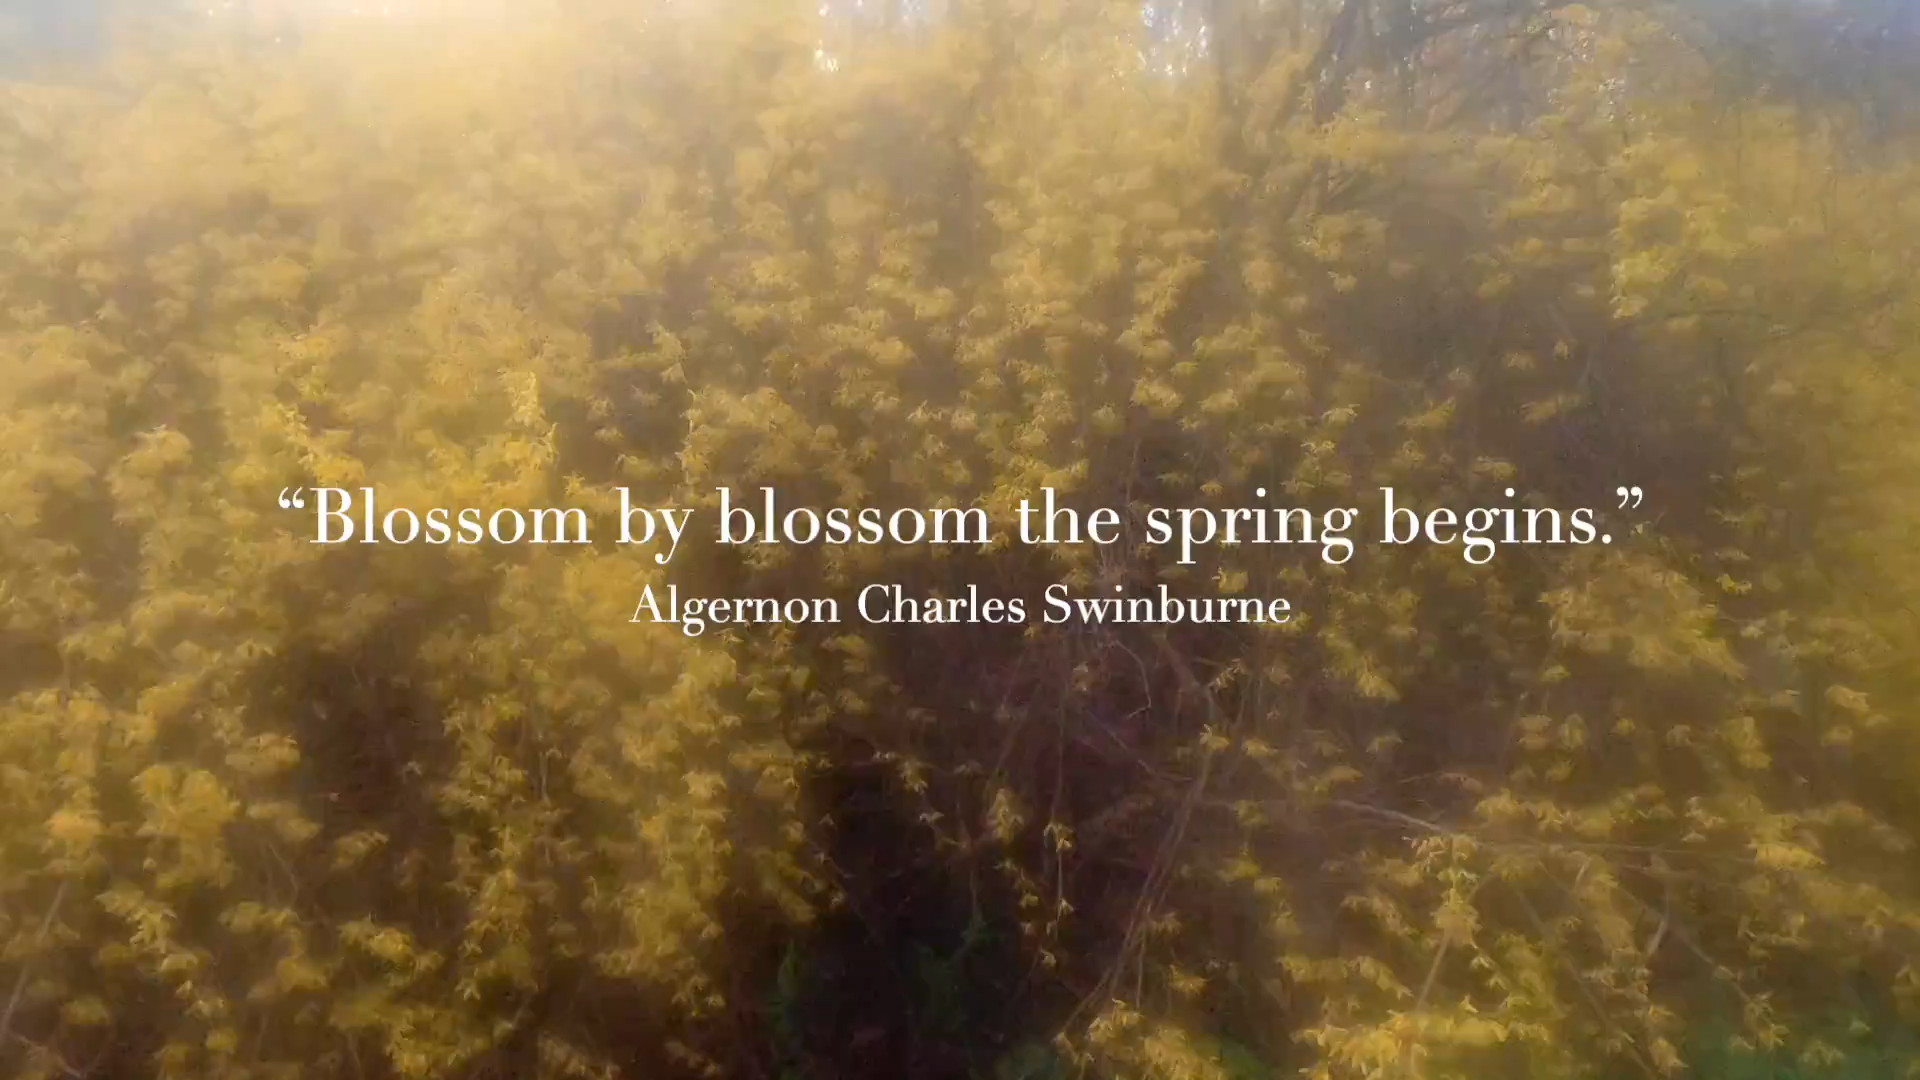 “Blossom by blossom the spring begins.”
Algernon Charles Swinburne